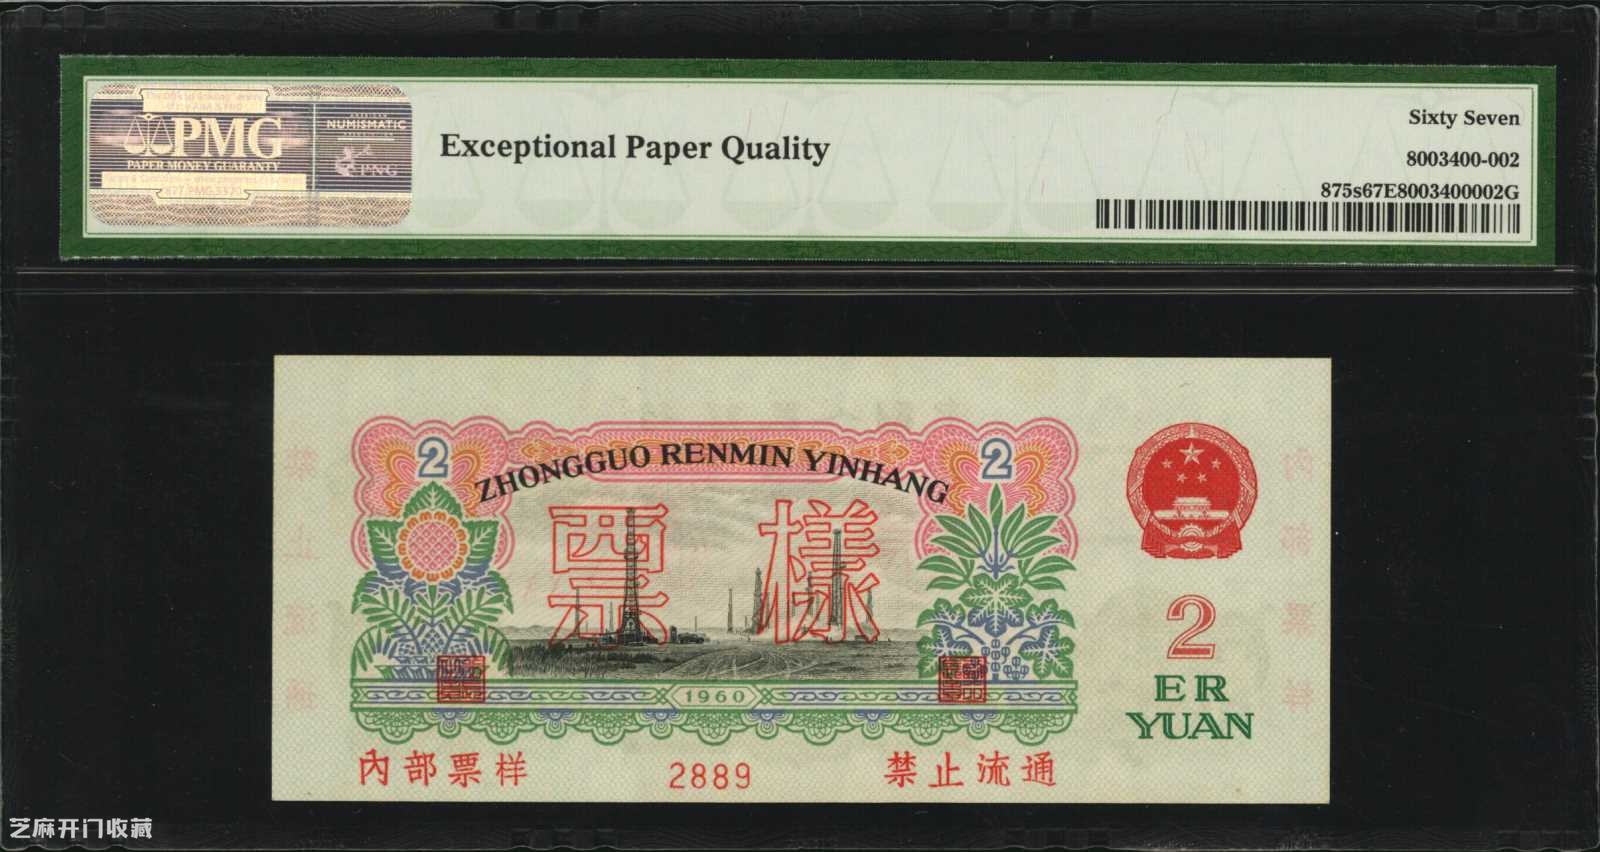 PMG
PAPER MONEY GUARANTY
NUMISMATIC
PNG
Exceptional Paper Quality
Sixty Seven
8003400-002
875s67E8003400002G
2
2
ZHONGGUO RENMIN YINHANG
票樣
1960
2
ER
YUAN
內部票样
2889
禁止流通
芝麻开门收藏